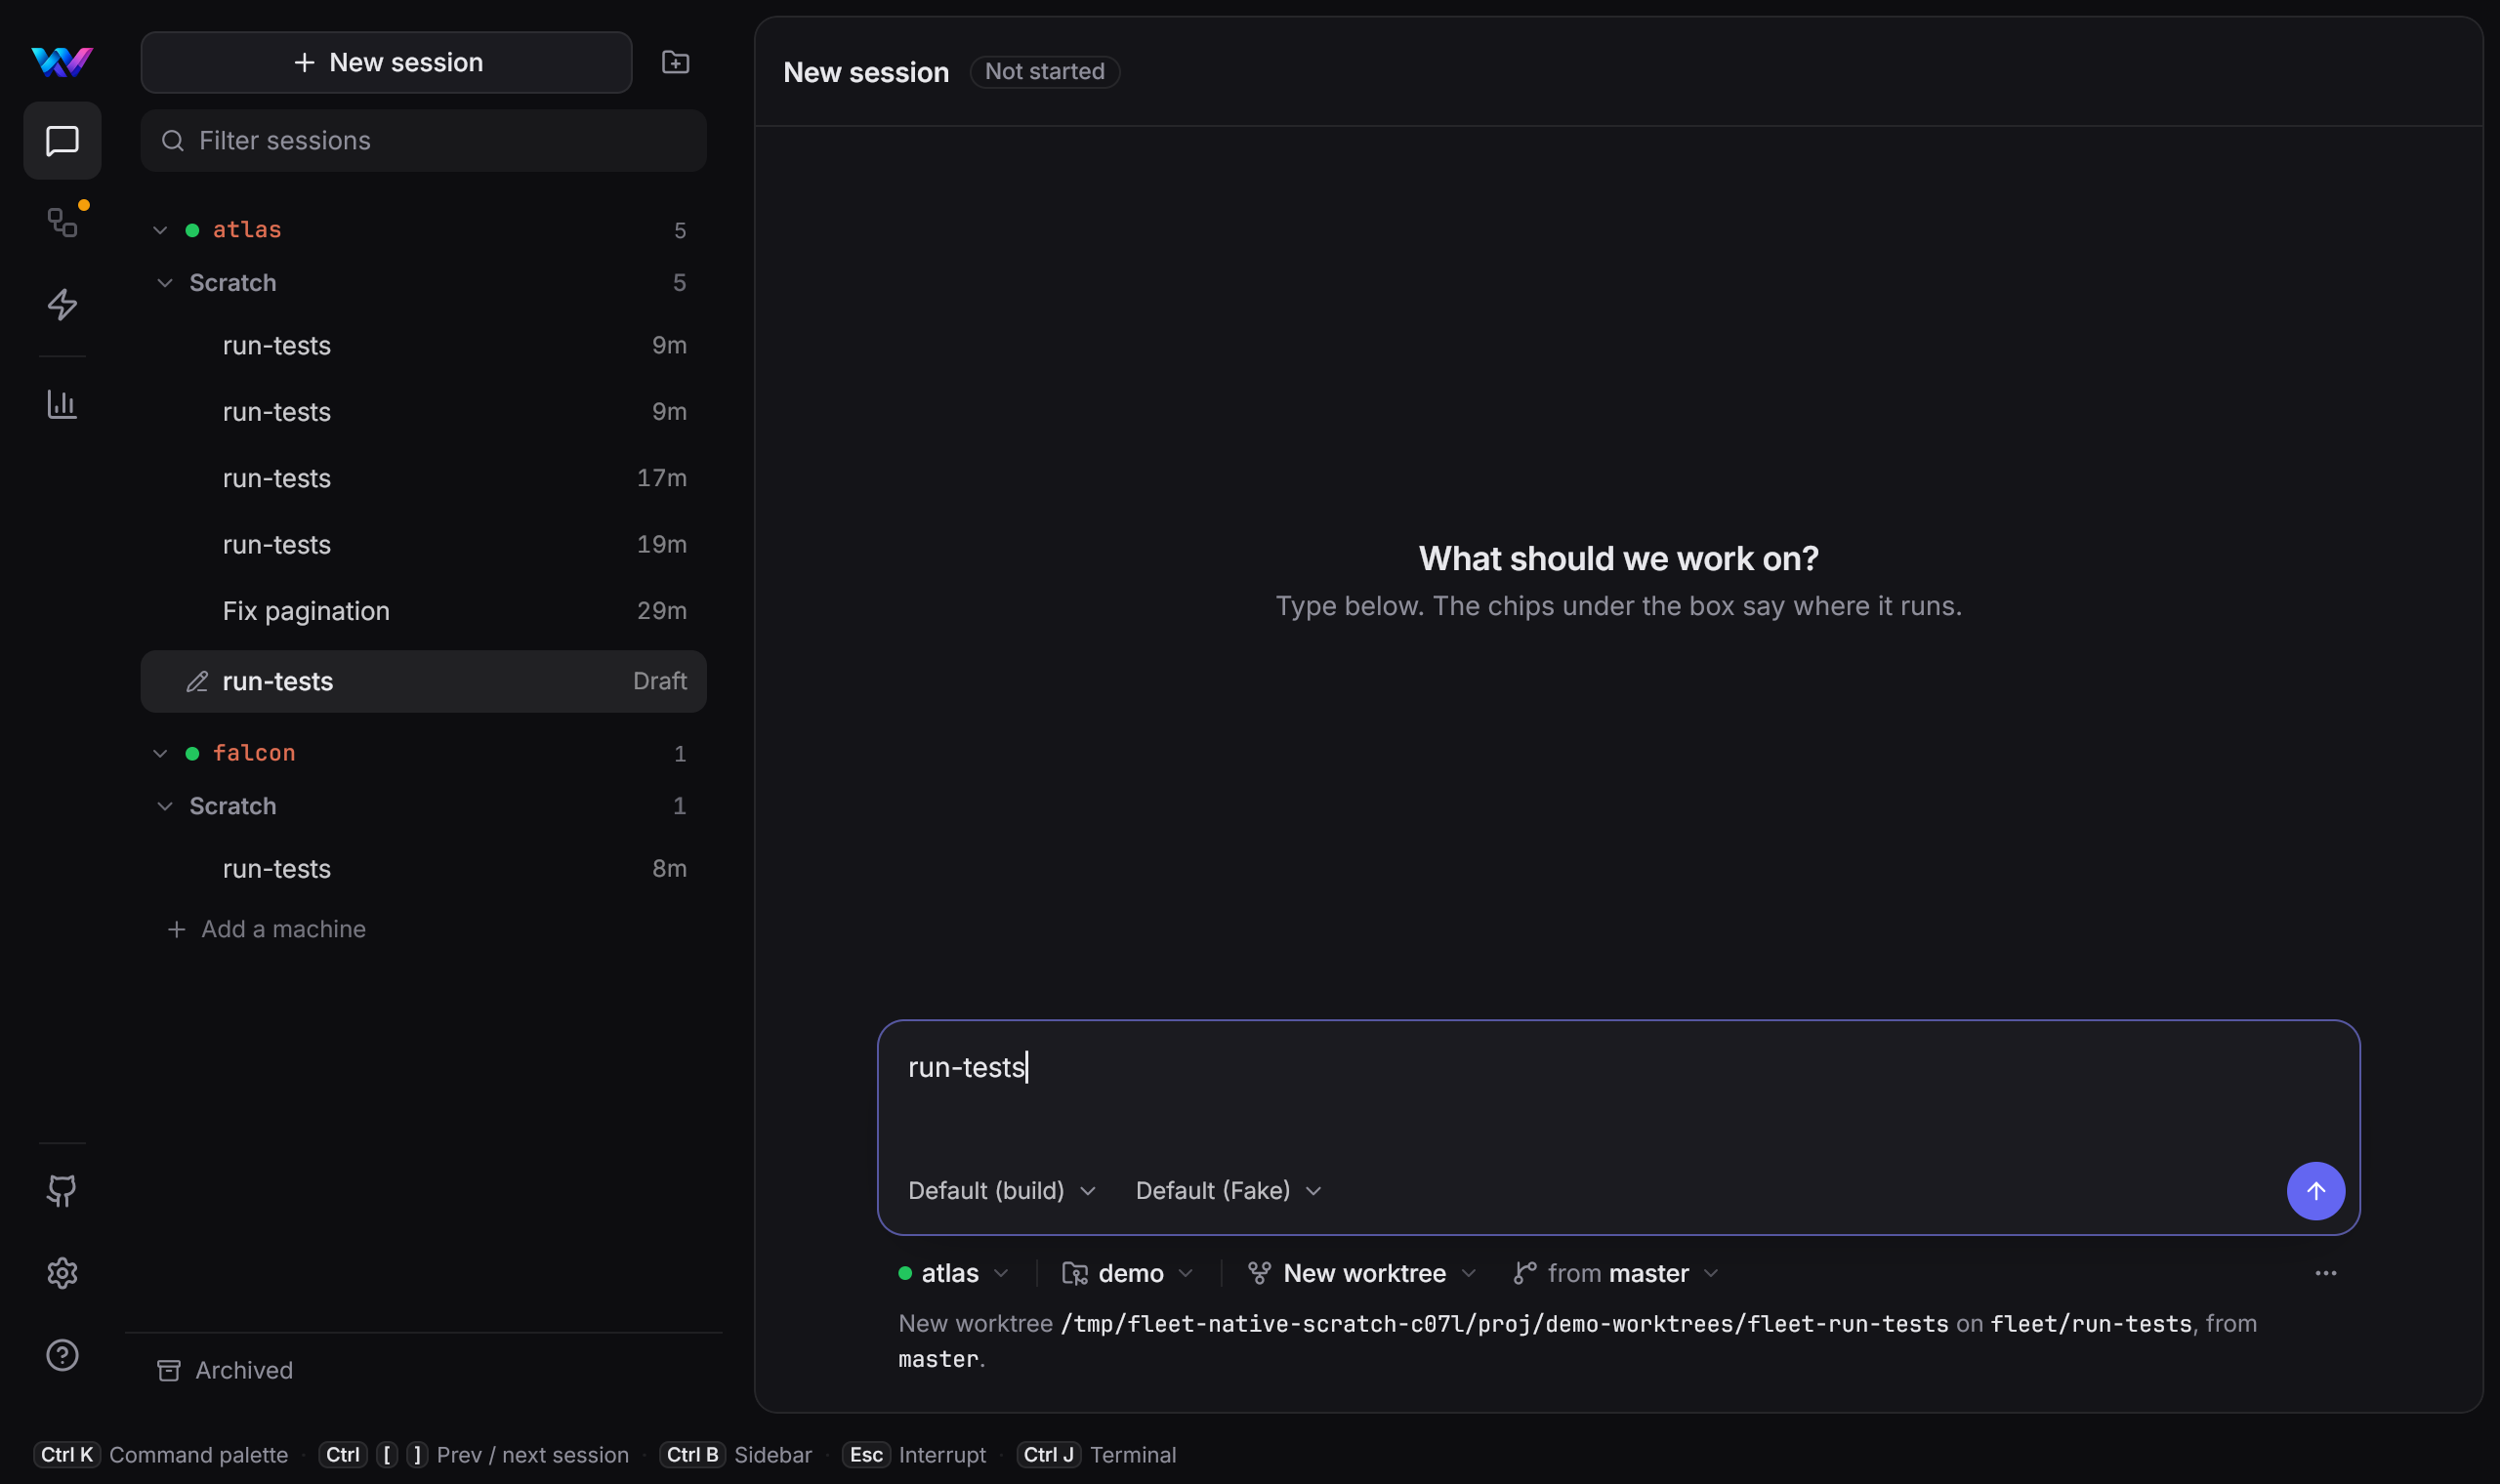 New session
Filter sessions
atlas 5
Scratch 5
run-tests 9m
run-tests 9m
run-tests 17m
run-tests 19m
Fix pagination 29m
run-tests Draft
falcon 1
Scratch 1
run-tests 8m
Add a machine
Archived
New session Not started
What should we work on?
Type below. The chips under the box say where it runs.
run-tests
Default (build) Default (Fake)
atlas demo New worktree from master
New worktree /tmp/fleet-native-scratch-c07l/proj/demo-worktrees/fleet-run-tests on fleet/run-tests, from
master.
Ctrl K Command palette · Ctrl [ ] Prev / next session · Ctrl B Sidebar · Esc Interrupt · Ctrl J Terminal